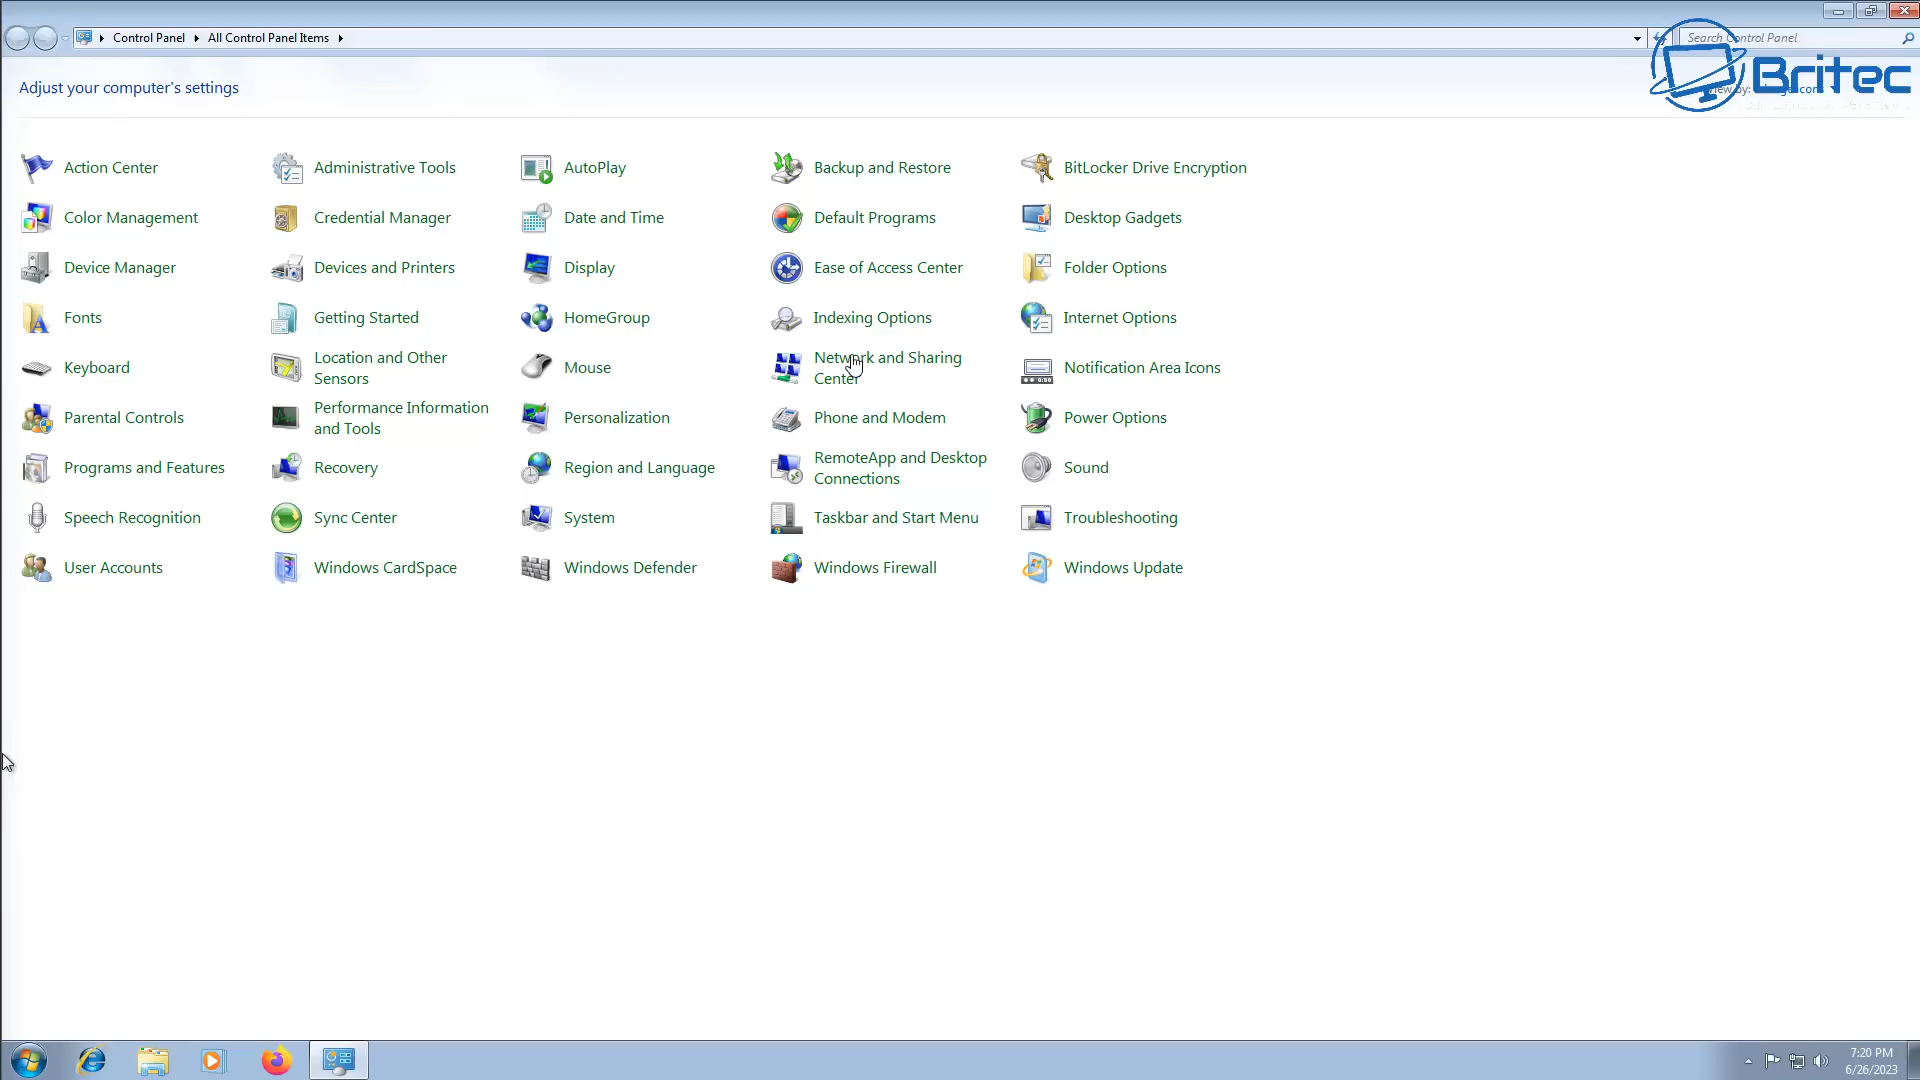 Control Panel
All Control Panel Items
Search Control Panel
Britec
Adjust your computer's settings
Action Center
Administrative Tools
AutoPlay
Backup and Restore
BitLocker Drive Encryption
Color Management
Credential Manager
Date and Time
Default Programs
Desktop Gadgets
Device Manager
Devices and Printers
Display
Ease of Access Center
Folder Options
Fonts
Getting Started
HomeGroup
Indexing Options
Internet Options
Keyboard
Location and Other
Sensors
Mouse
Network and Sharing
Center
Notification Area Icons
Parental Controls
Performance Information
and Tools
Personalization
Phone and Modem
Power Options
Programs and Features
Recovery
Region and Language
RemoteApp and Desktop
Connections
Sound
Speech Recognition
Sync Center
System
Taskbar and Start Menu
Troubleshooting
User Accounts
Windows CardSpace
Windows Defender
Windows Firewall
Windows Update
7:20 PM
6/26/2023